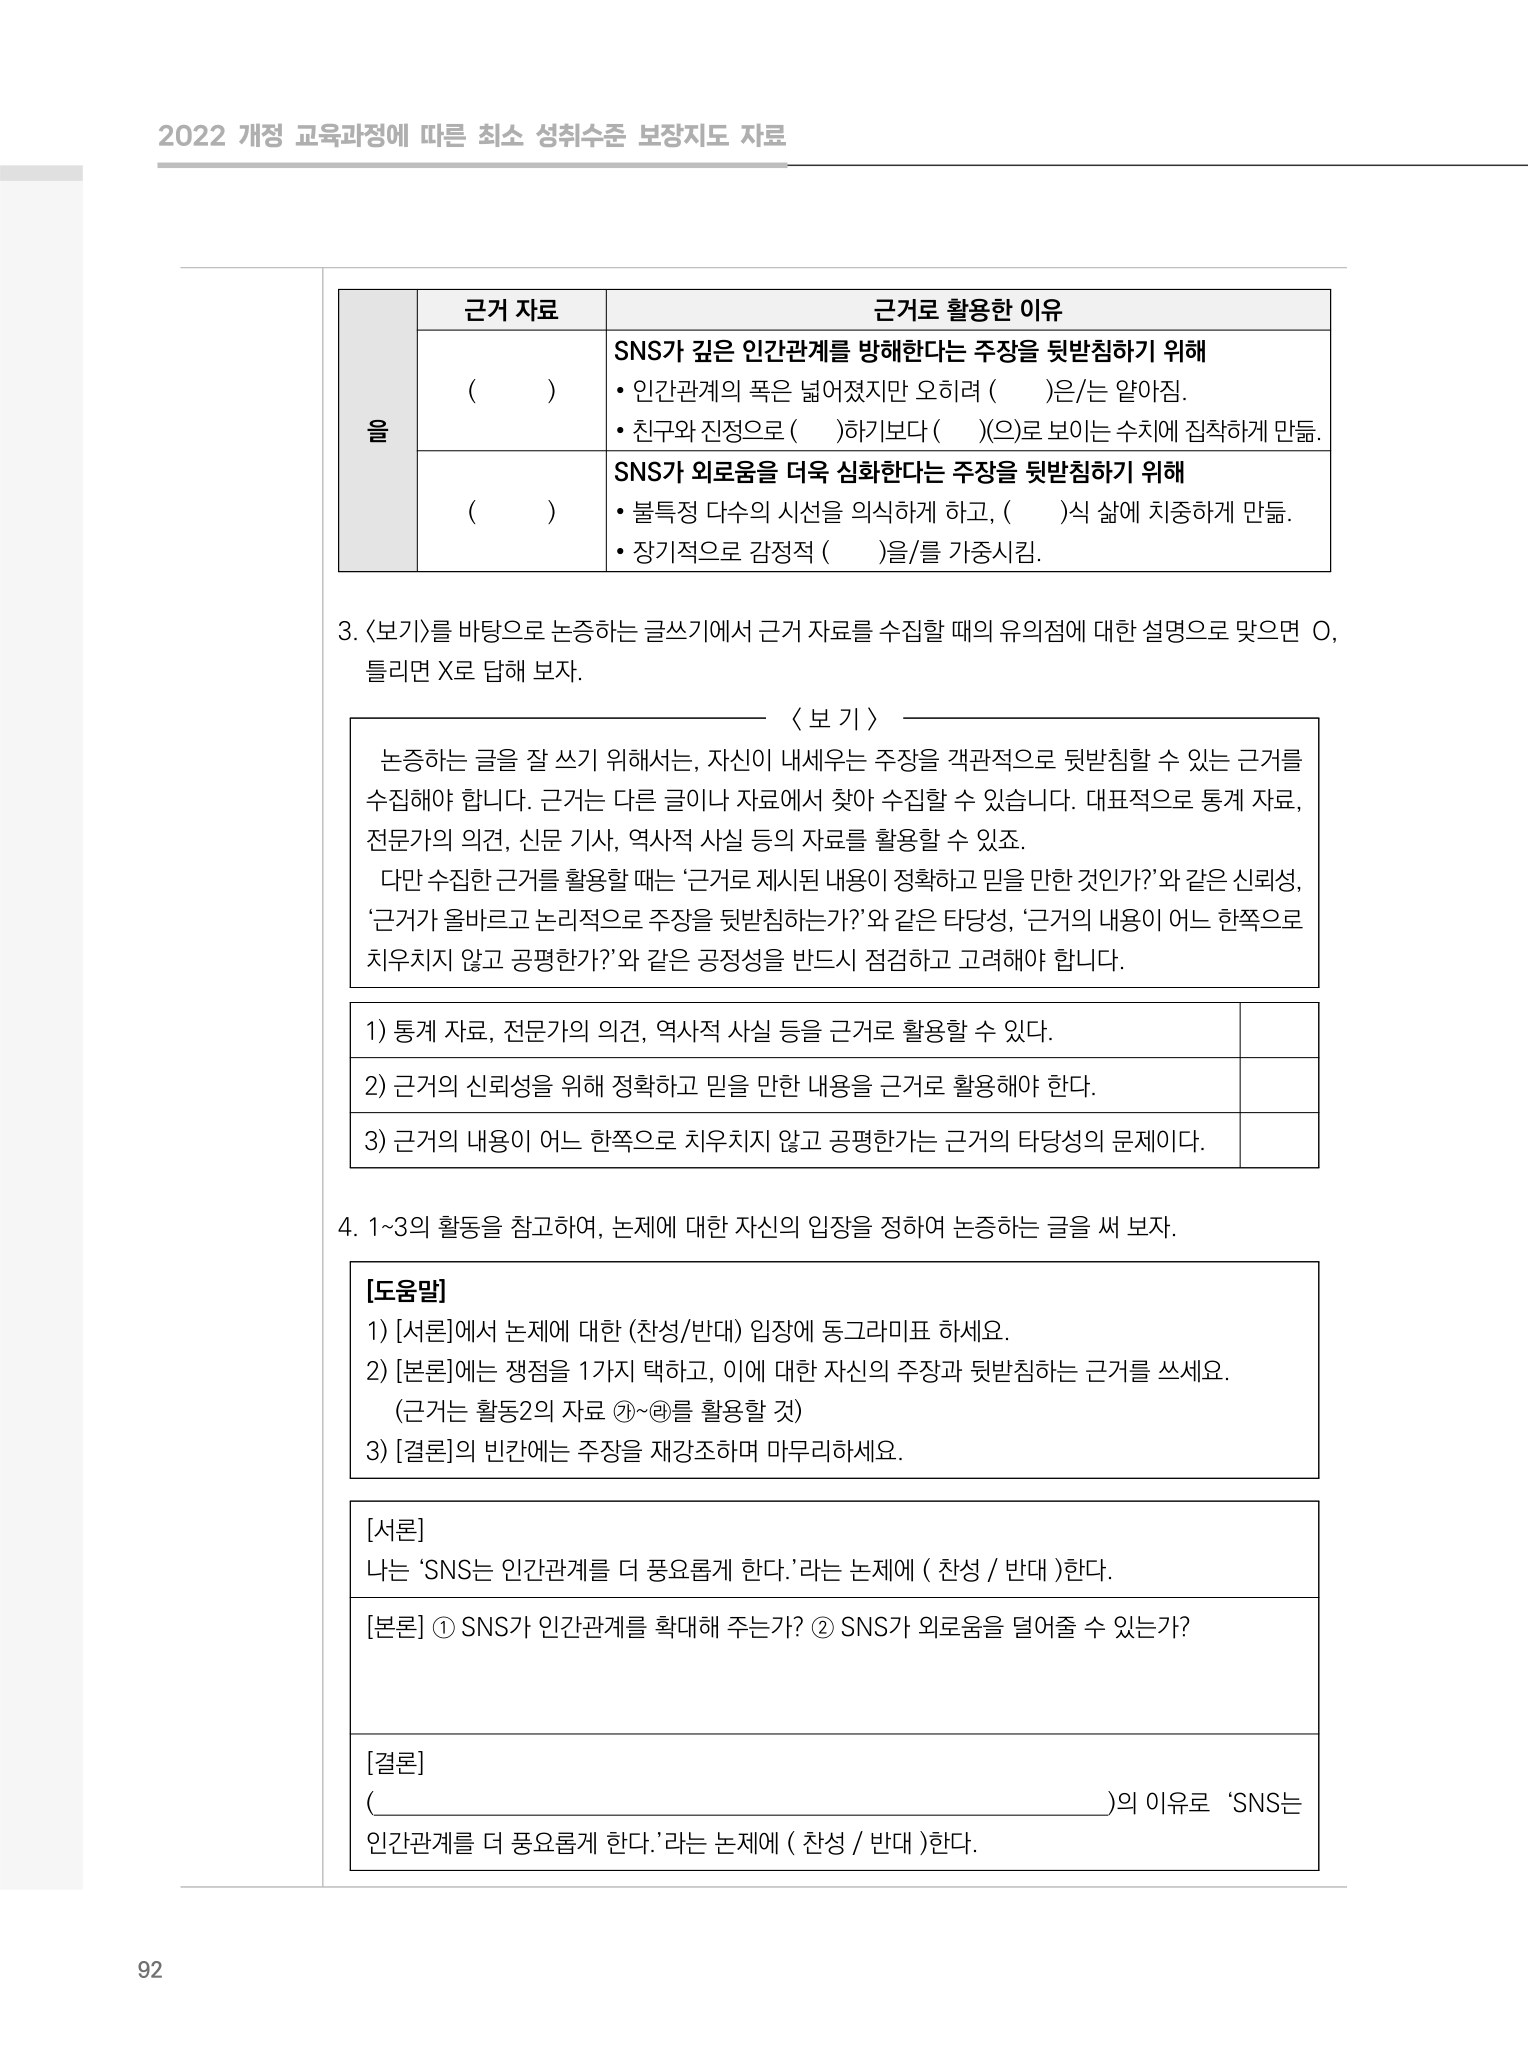 2022 개정 교육과정에 따른 최소 성취수준 보장지도 자료
을
근거 자료
근거로 활용한 이유
( )
SNS가 깊은 인간관계를 방해한다는 주장을 뒷받침하기 위해
• 인간관계의 폭은 넓어졌지만 오히려 ( )은/는 얕아짐.
• 친구와 진정으로 ( )하기보다 ( )(으)로 보이는 수치에 집착하게 만듦.
( )
SNS가 외로움을 더욱 심화한다는 주장을 뒷받침하기 위해
• 불특정 다수의 시선을 의식하게 하고, ( )식 삶에 치중하게 만듦.
• 장기적으로 감정적 ( )을/를 가중시킴.
3. 〈보기〉를 바탕으로 논증하는 글쓰기에서 근거 자료를 수집할 때의 유의점에 대한 설명으로 맞으면 O,
틀리면 X로 답해 보자.
〈 보 기 〉
논증하는 글을 잘 쓰기 위해서는, 자신이 내세우는 주장을 객관적으로 뒷받침할 수 있는 근거를
수집해야 합니다. 근거는 다른 글이나 자료에서 찾아 수집할 수 있습니다. 대표적으로 통계 자료,
전문가의 의견, 신문 기사, 역사적 사실 등의 자료를 활용할 수 있죠.
다만 수집한 근거를 활용할 때는 ‘근거로 제시된 내용이 정확하고 믿을 만한 것인가?’와 같은 신뢰성,
‘근거가 올바르고 논리적으로 주장을 뒷받침하는가?’와 같은 타당성, ‘근거의 내용이 어느 한쪽으로
치우치지 않고 공평한가?’와 같은 공정성을 반드시 점검하고 고려해야 합니다.
1) 통계 자료, 전문가의 의견, 역사적 사실 등을 근거로 활용할 수 있다.
2) 근거의 신뢰성을 위해 정확하고 믿을 만한 내용을 근거로 활용해야 한다.
3) 근거의 내용이 어느 한쪽으로 치우치지 않고 공평한가는 근거의 타당성의 문제이다.
4. 1~3의 활동을 참고하여, 논제에 대한 자신의 입장을 정하여 논증하는 글을 써 보자.
[도움말]
1) [서론]에서 논제에 대한 (찬성/반대) 입장에 동그라미표 하세요.
2) [본론]에는 쟁점을 1가지 택하고, 이에 대한 자신의 주장과 뒷받침하는 근거를 쓰세요.
(근거는 활동2의 자료 ㉮~㉱를 활용할 것)
3) [결론]의 빈칸에는 주장을 재강조하며 마무리하세요.
[서론]
나는 ‘SNS는 인간관계를 더 풍요롭게 한다.’라는 논제에 ( 찬성 / 반대 )한다.
[본론] ① SNS가 인간관계를 확대해 주는가? ② SNS가 외로움을 덜어줄 수 있는가?
[결론]
(                    )의 이유로 ‘SNS는
인간관계를 더 풍요롭게 한다.’라는 논제에 ( 찬성 / 반대 )한다.
92